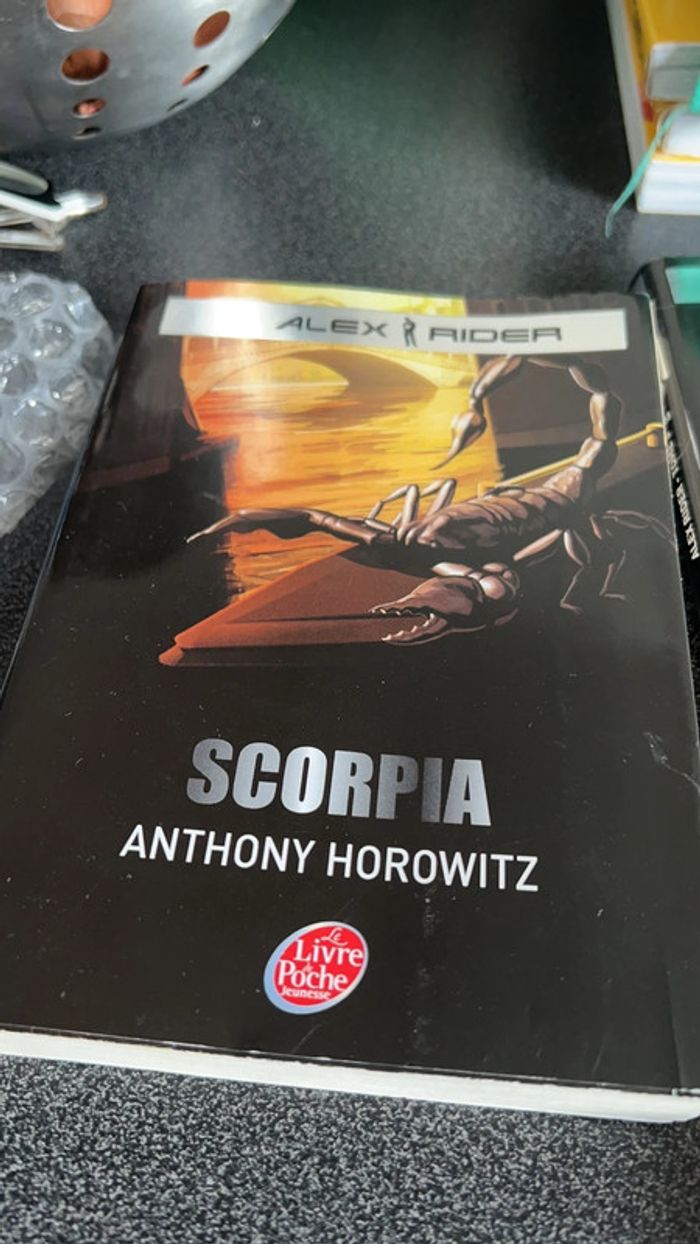 ALEX RIDER
SCORPIA
ANTHONY HOROWITZ
Le
Livre
de
Poche
Jeunesse